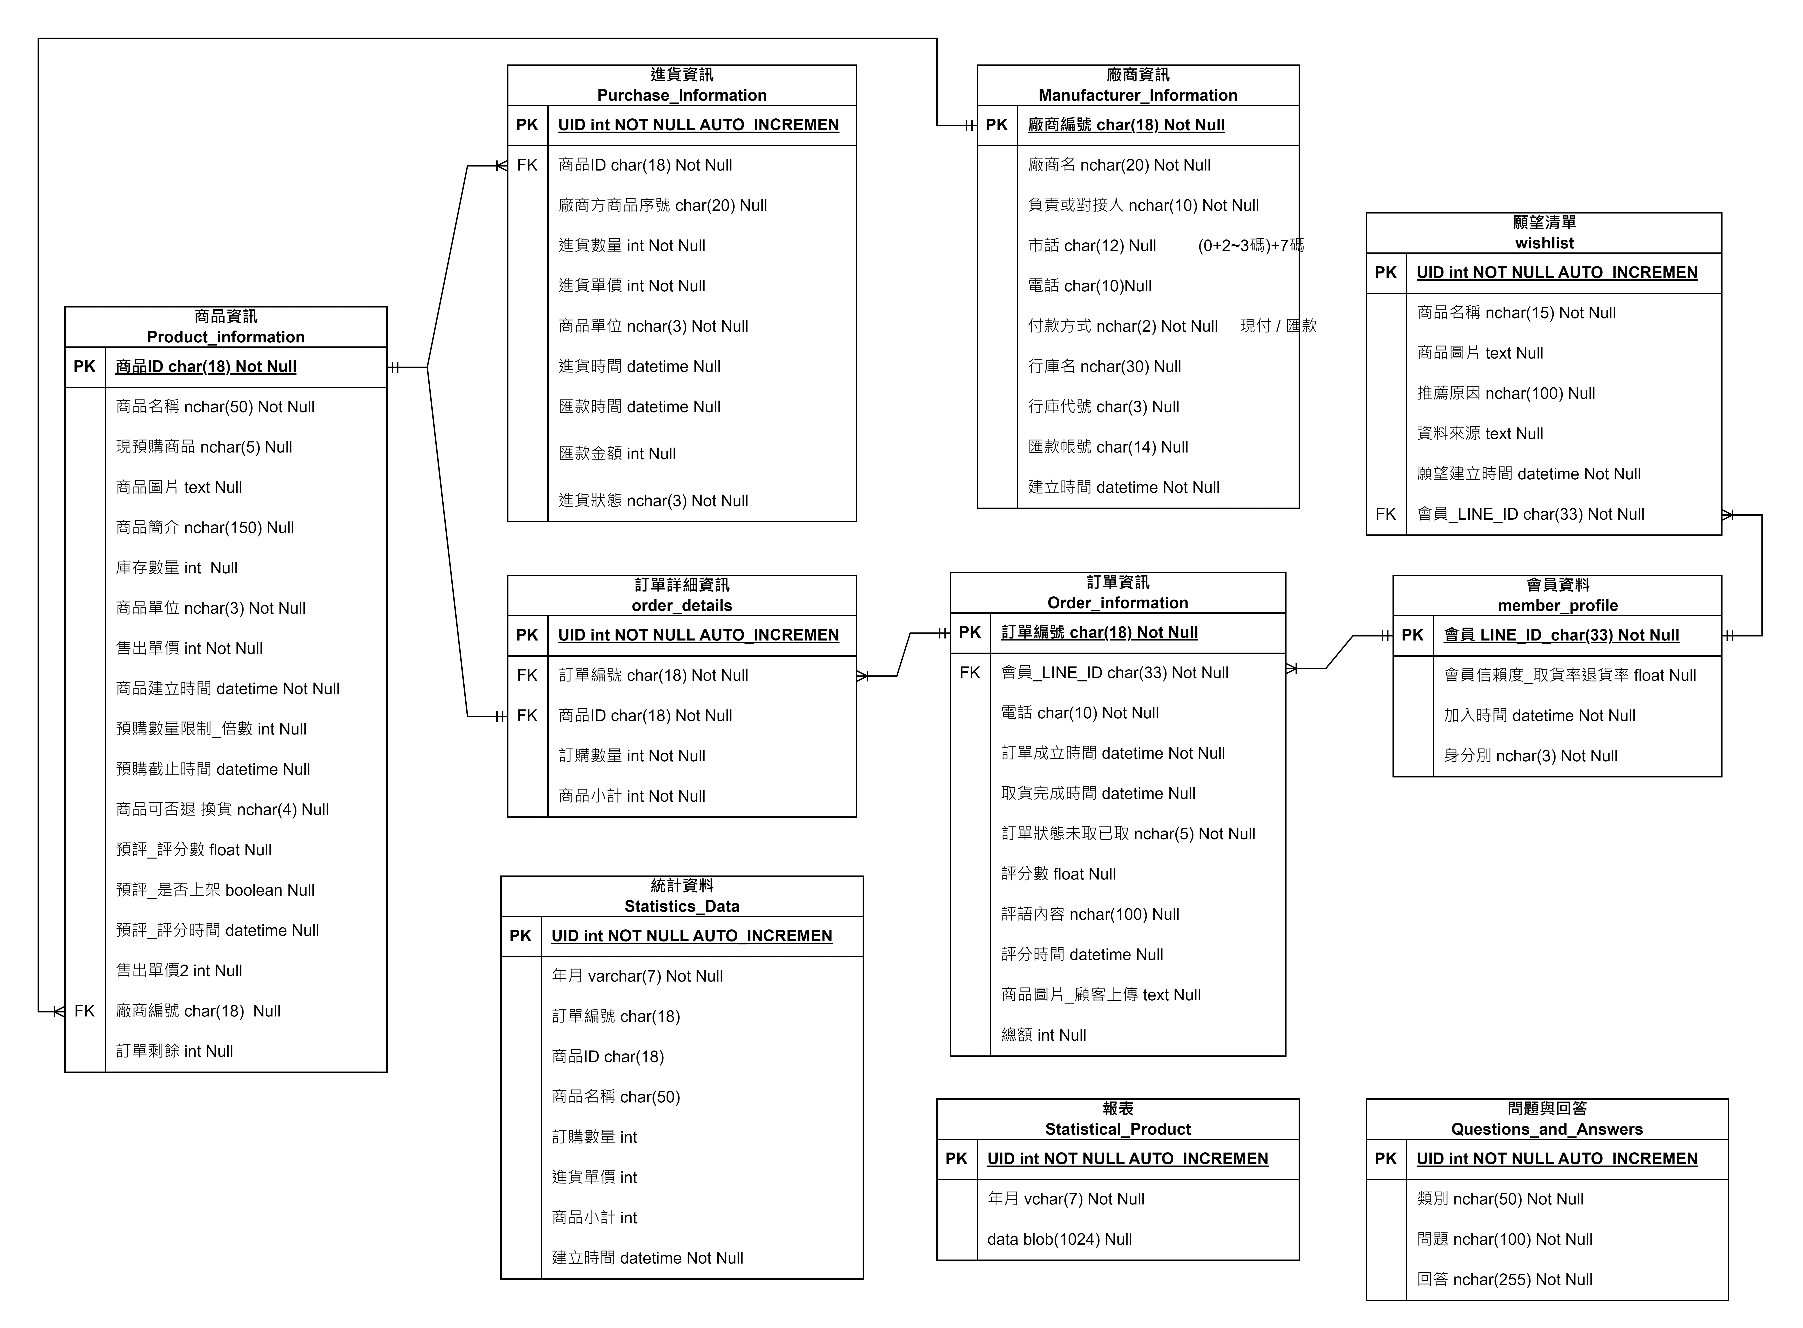 進貨資訊
Purchase_Information
PK UID int NOT NULL AUTO_INCREMEN
FK 商品ID char(18) Not Null
廠商方商品序號 char(20) Null
進貨數量 int Not Null
進貨單價 int Not Null
商品單位 nchar(3) Not Null
進貨時間 datetime Null
匯款時間 datetime Null
匯款金額 int Null
進貨狀態 nchar(3) Not Null
廠商資訊
Manufacturer_Information
PK 廠商編號 char(18) Not Null
廠商名 nchar(20) Not Null
負責或對接人 nchar(10) Not Null
市話 char(12) Null (0+2~3碼)+7碼
電話 char(10)Null
付款方式 nchar(2) Not Null 現付 / 匯款
行庫名 nchar(30) Null
行庫代號 char(3) Null
匯款帳號 char(14) Null
建立時間 datetime Not Null
願望清單
wishlist
PK UID int NOT NULL AUTO_INCREMEN
商品名稱 nchar(15) Not Null
商品圖片 text Null
推薦原因 nchar(100) Null
資料來源 text Null
願望建立時間 datetime Not Null
FK 會員_LINE_ID char(33) Not Null
商品資訊
Product_information
PK 商品ID char(18) Not Null
商品名稱 nchar(50) Not Null
現預購商品 nchar(5) Null
商品圖片 text Null
商品簡介 nchar(150) Null
庫存數量 int Null
商品單位 nchar(3) Not Null
售出單價 int Not Null
商品建立時間 datetime Not Null
預購數量限制_倍數 int Null
預購截止時間 datetime Null
商品可否退 換貨 nchar(4) Null
預評_評分數 float Null
預評_是否上架 boolean Null
預評_評分時間 datetime Null
售出單價2 int Null
FK 廠商編號 char(18) Null
訂單剩餘 int Null
訂單詳細資訊
order_details
PK UID int NOT NULL AUTO_INCREMEN
FK 訂單編號 char(18) Not Null
FK 商品ID char(18) Not Null
訂購數量 int Not Null
商品小計 int Not Null
訂單資訊
Order_information
PK 訂單編號 char(18) Not Null
FK 會員_LINE_ID char(33) Not Null
電話 char(10) Not Null
訂單成立時間 datetime Not Null
取貨完成時間 datetime Null
訂單狀態未取已取 nchar(5) Not Null
評分數 float Null
評語內容 nchar(100) Null
評分時間 datetime Null
商品圖片_顧客上傳 text Null
總額 int Null
會員資料
member_profile
PK 會員 LINE_ID_char(33) Not Null
會員信賴度_取貨率退貨率 float Null
加入時間 datetime Not Null
身分別 nchar(3) Not Null
統計資料
Statistics_Data
PK UID int NOT NULL AUTO_INCREMEN
年月 varchar(7) Not Null
訂單編號 char(18)
商品ID char(18)
商品名稱 char(50)
訂購數量 int
進貨單價 int
商品小計 int
建立時間 datetime Not Null
報表
Statistical_Product
PK UID int NOT NULL AUTO_INCREMEN
年月 vchar(7) Not Null
data blob(1024) Null
問題與回答
Questions_and_Answers
PK UID int NOT NULL AUTO_INCREMEN
類別 nchar(50) Not Null
問題 nchar(100) Not Null
回答 nchar(255) Not Null